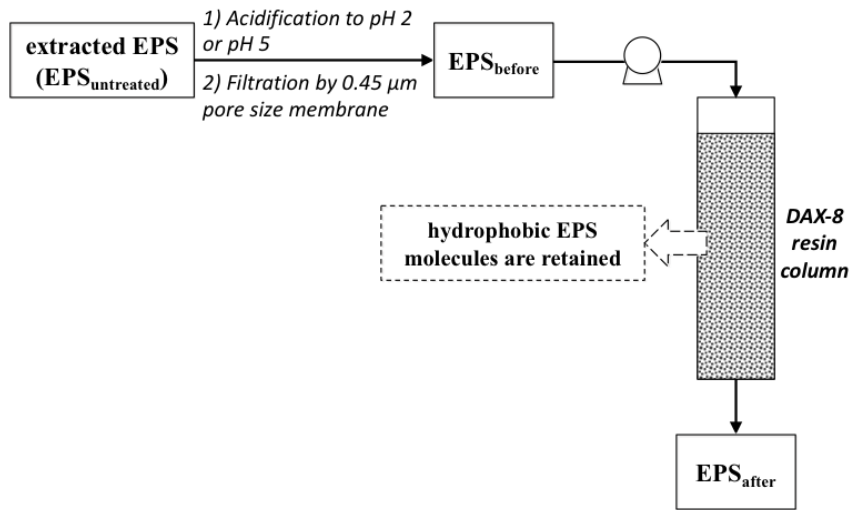 extracted EPS
(EPSuntreated)
1) Acidification to pH 2
or pH 5
2) Filtration by 0.45 μm
pore size membrane
EPSbefore
hydrophobic EPS
molecules are retained
DAX-8
resin
column
EPSafter